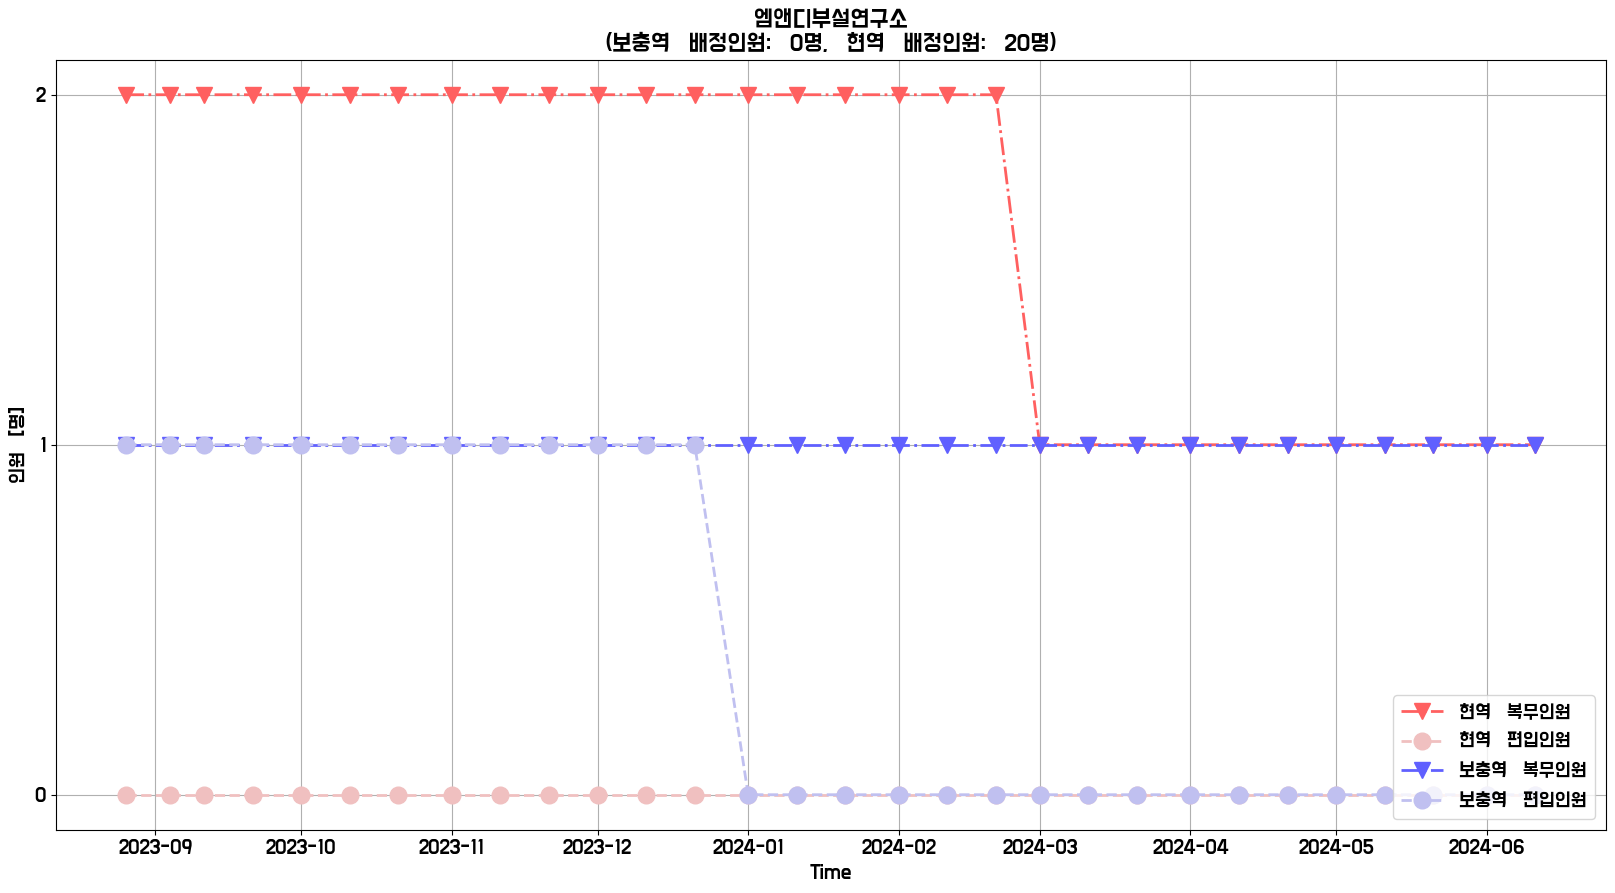 엠앤디부설연구소
(보충역 배정인원: 0명, 현역 배정인원: 20명)
2
1
0
인원 [명]
2023-09 2023-10 2023-11 2023-12 2024-01 2024-02 2024-03 2024-04 2024-05 2024-06
Time
현역 복무인원
현역 편입인원
보충역 복무인원
보충역 편입인원